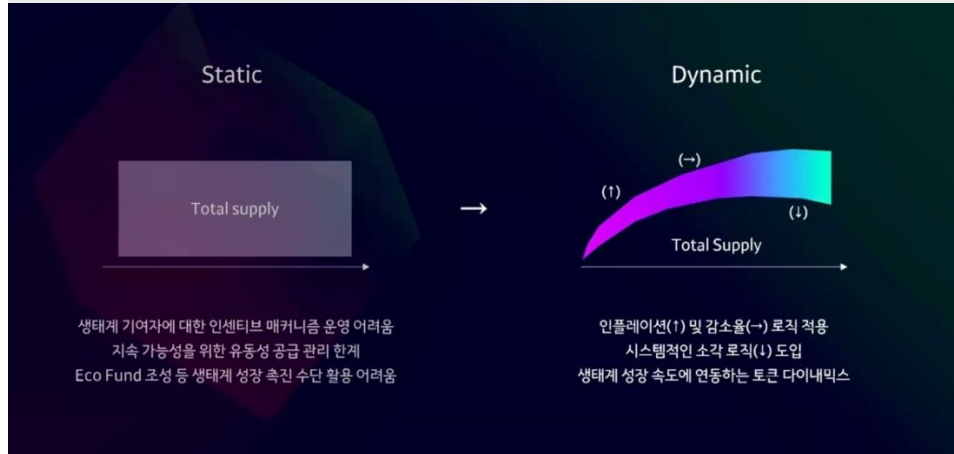 Static
Total supply
→
생태계 기여자에 대한 인센티브 매커니즘 운영 어려움
지속 가능성을 위한 유동성 공급 관리 한계
Eco Fund 조성 등 생태계 성장 촉진 수단 활용 어려움
Dynamic
(↑)
(→)
(↓)
Total Supply
인플레이션(↑) 및 감소율(→) 로직 적용
시스템적인 소각 로직(↓) 도입
생태계 성장 속도에 연동하는 토큰 다이내믹스